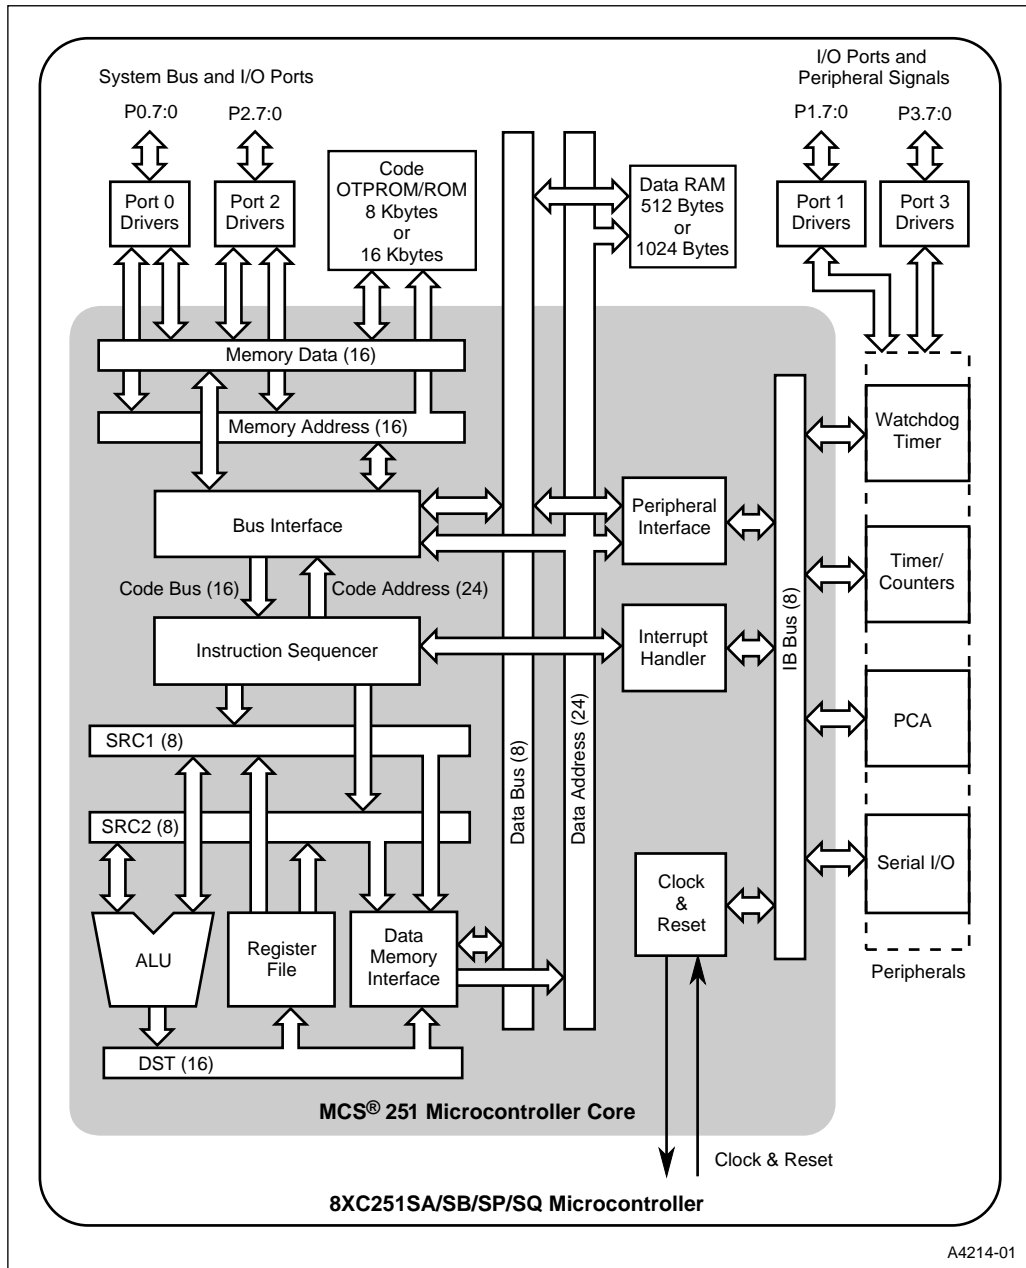 System Bus and I/O Ports
I/O Ports and
Peripheral Signals
P0.7:0
P2.7:0
P1.7:0
P3.7:0
Port 0
Drivers
Port 2
Drivers
Code
OTPROM/ROM
8 Kbytes
or
16 Kbytes
Data RAM
512 Bytes
or
1024 Bytes
Port 1
Drivers
Port 3
Drivers
Memory Data (16)
Memory Address (16)
Bus Interface
Code Bus (16)
Code Address (24)
Instruction Sequencer
Peripheral
Interface
Interrupt
Handler
Data Bus (8)
Data Address (24)
IB Bus (8)
Watchdog
Timer
Timer/
Counters
PCA
Serial I/O
Peripherals
SRC1 (8)
SRC2 (8)
ALU
Register
File
Data
Memory
Interface
Clock
&
Reset
DST (16)
MCS® 251 Microcontroller Core
Clock & Reset
8XC251SA/SB/SP/SQ Microcontroller
A4214-01